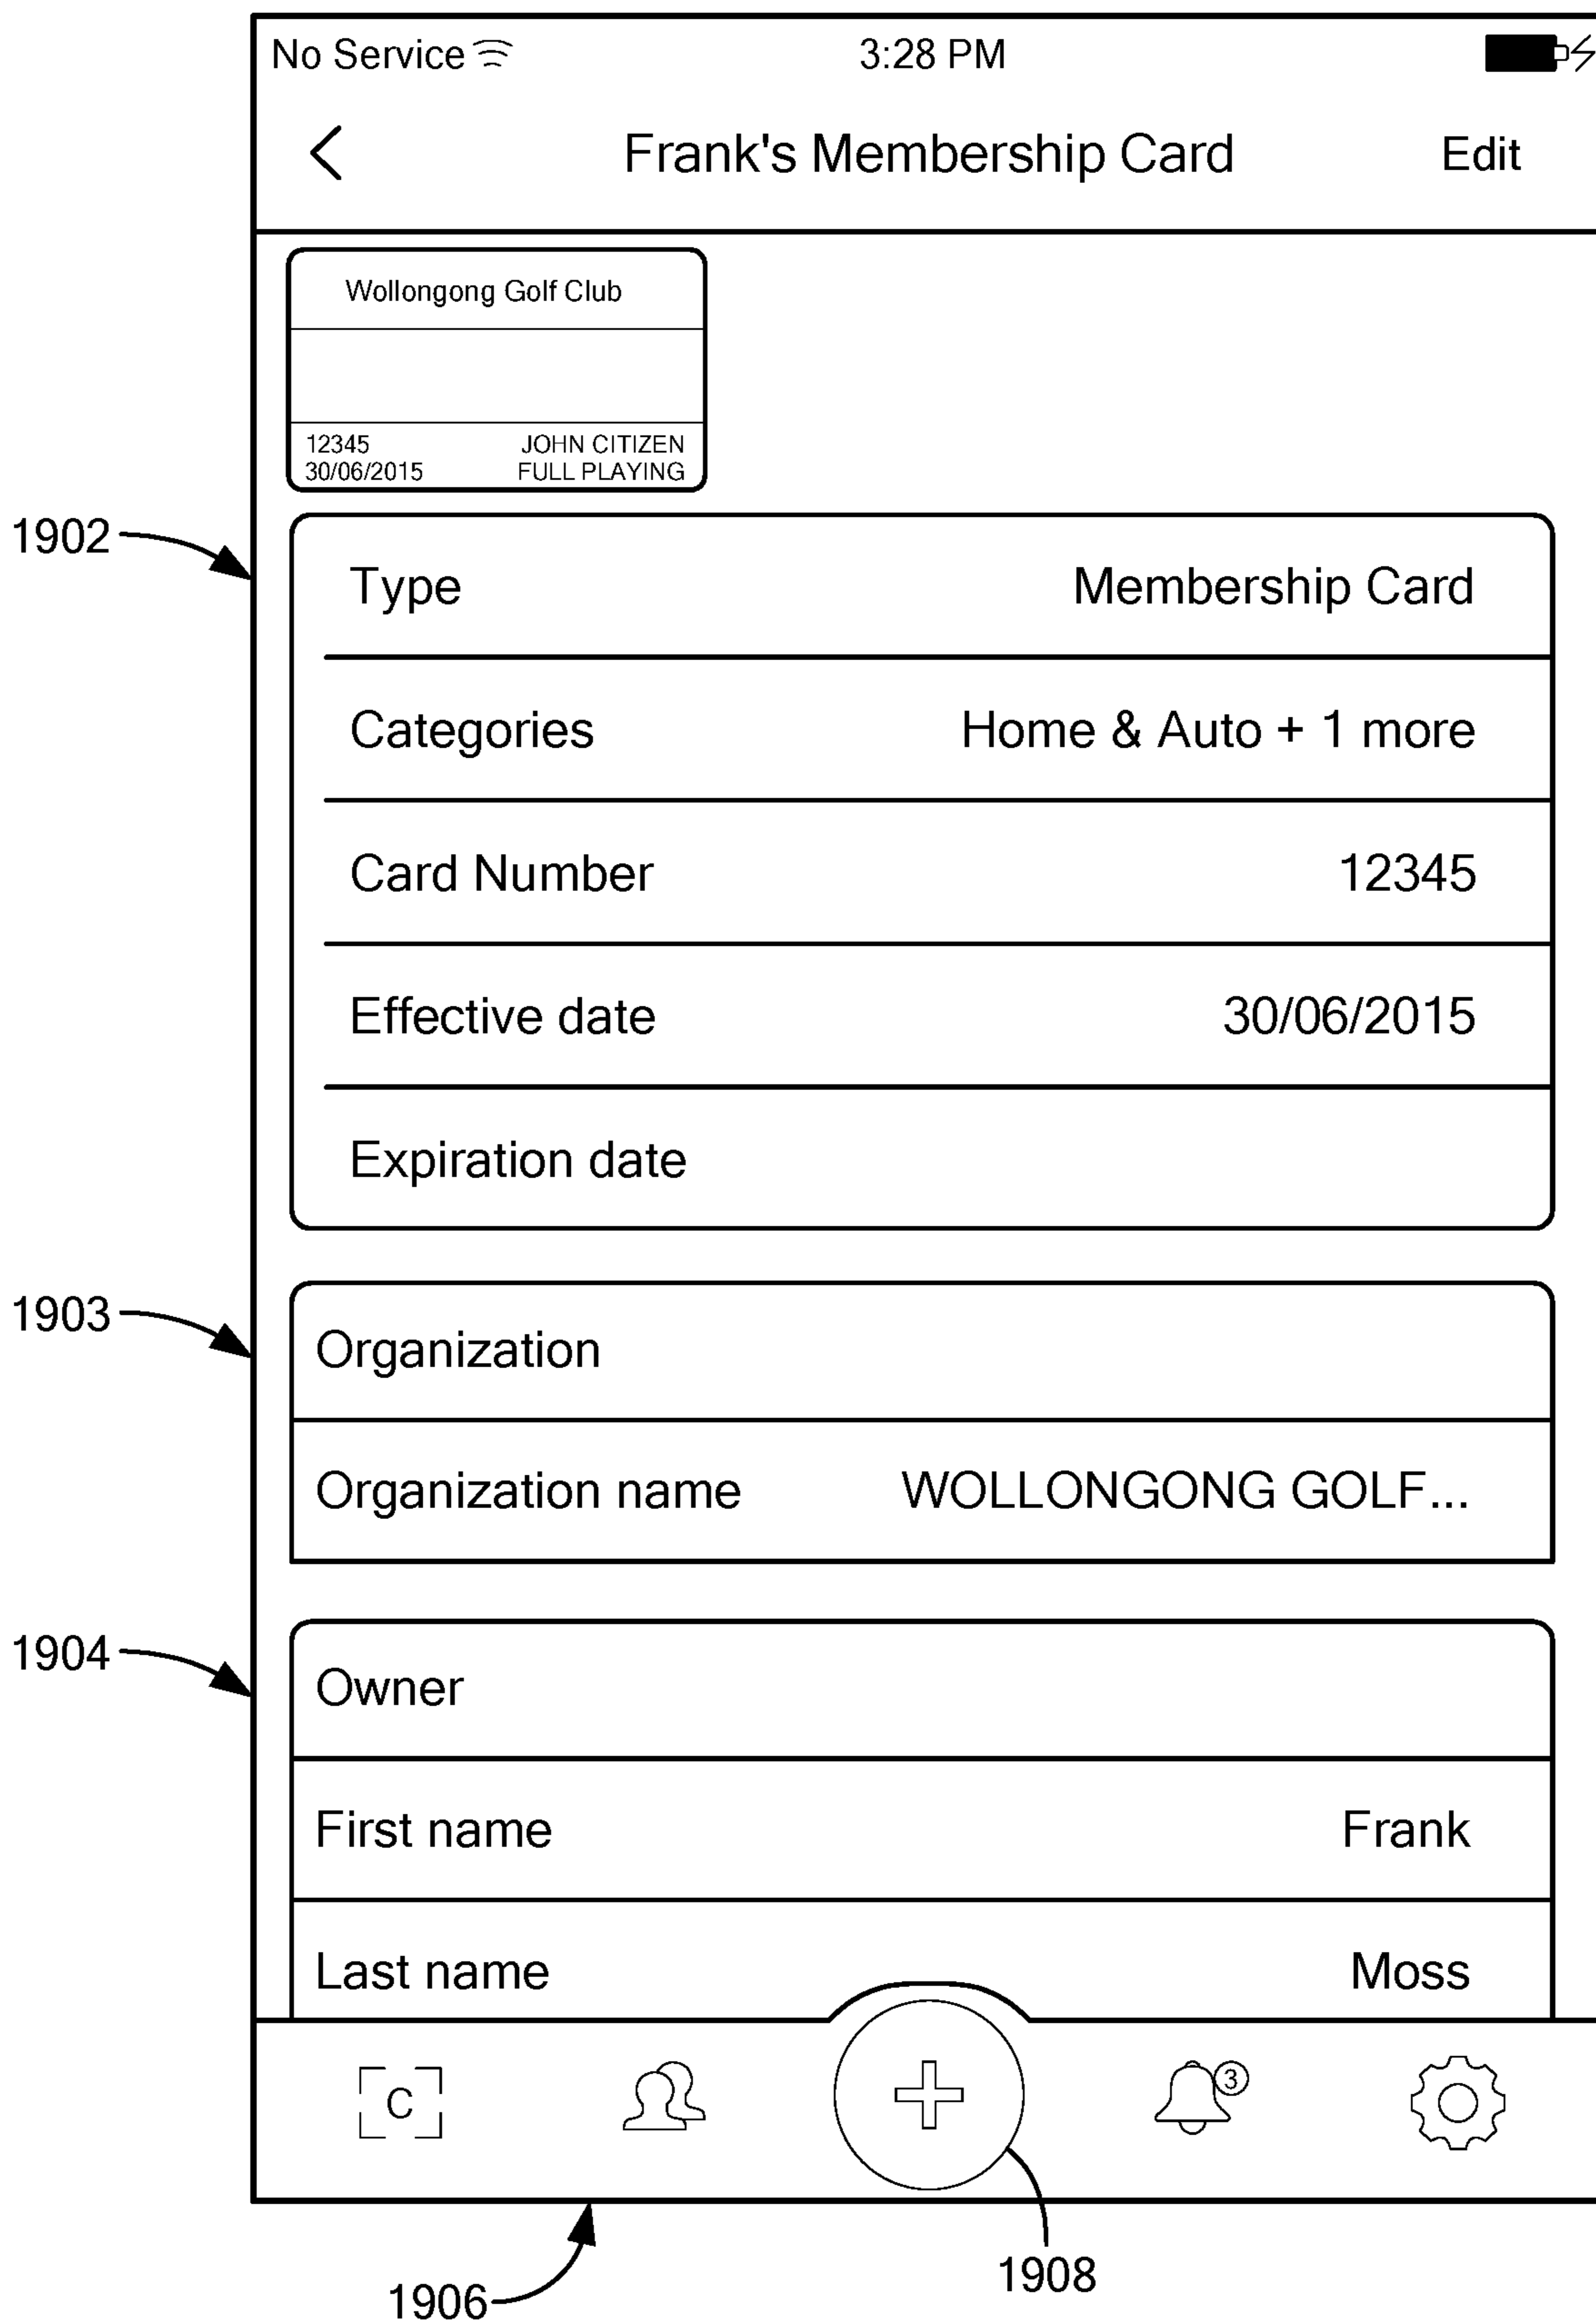 No Service 3:28 PM
Frank's Membership Card Edit
Wollongong Golf Club
12345 JOHN CITIZEN
30/06/2015 FULL PLAYING
1902
Type Membership Card
Categories Home & Auto + 1 more
Card Number 12345
Effective date 30/06/2015
Expiration date
1903
Organization
Organization name WOLLONGONG GOLF...
1904
Owner
First name Frank
Last name Moss
C 3
1908
1906